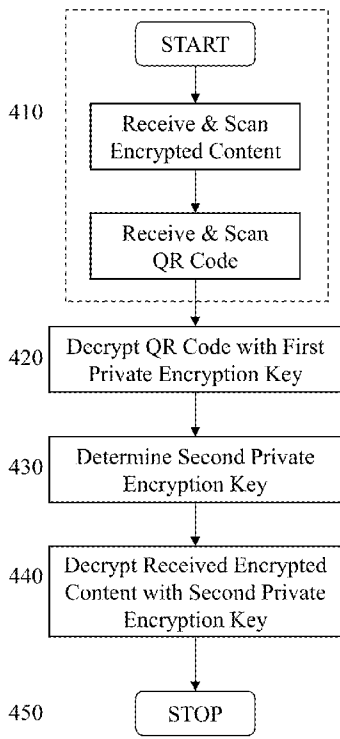 START
410
Receive & Scan
Encrypted Content
Receive & Scan
QR Code
420
Decrypt QR Code with First
Private Encryption Key
430
Determine Second Private
Encryption Key
440
Decrypt Received Encrypted
Content with Second Private
Encryption Key
450
STOP